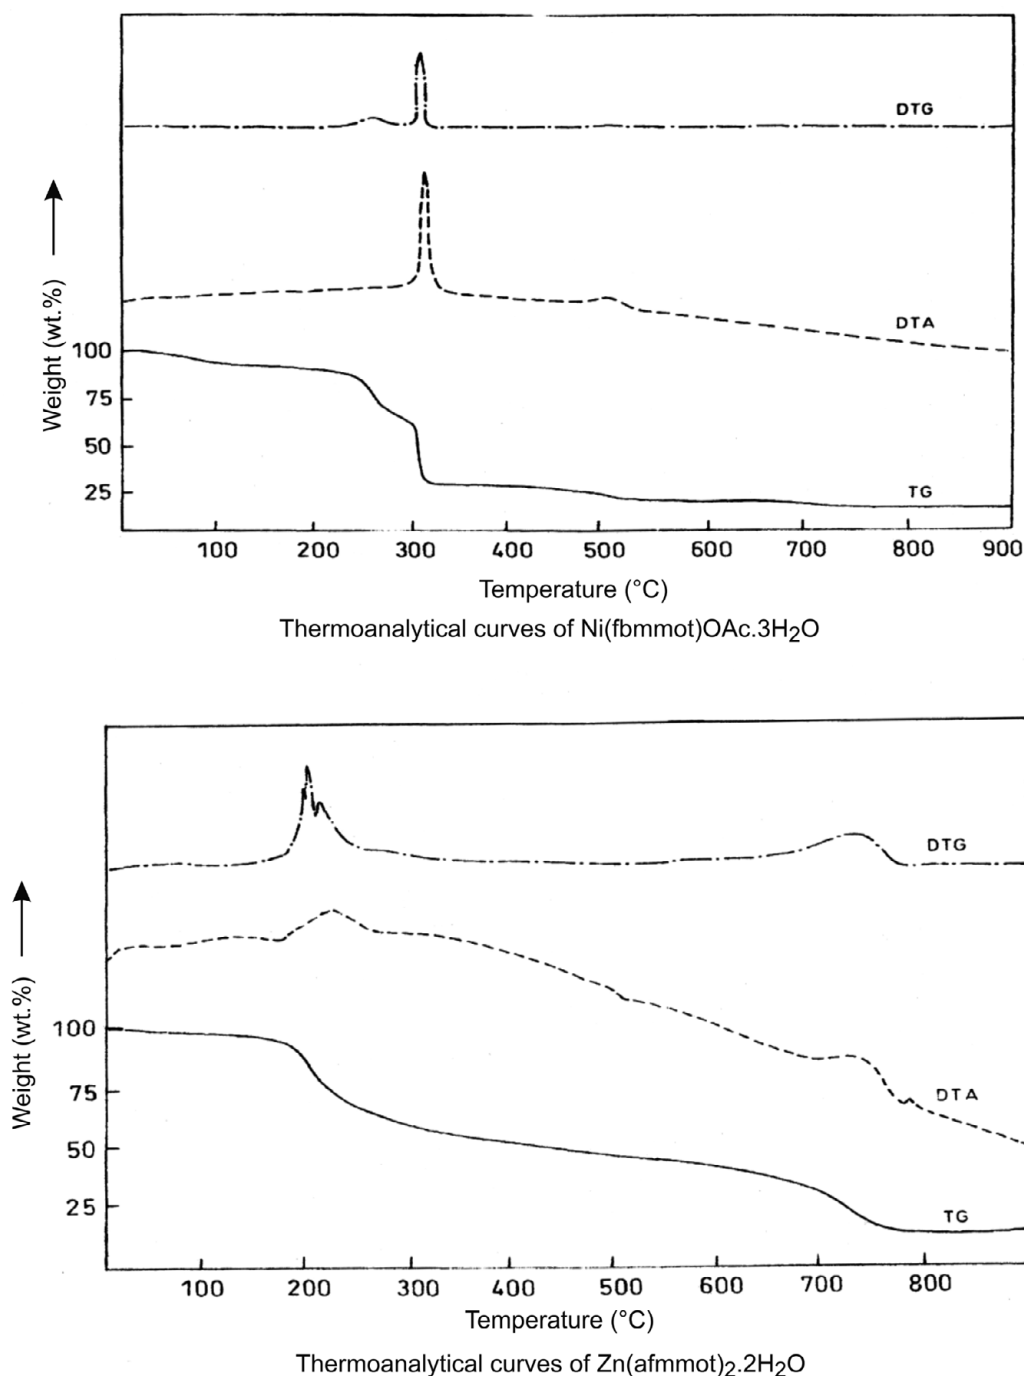 DTG
DTA
Weight (wt.%)
100
75
50
25
TG
100 200 300 400 500 600 700 800 900
Temperature (°C)
Thermoanalytical curves of Ni(fbmmot)OAc.3H₂O
DTG
Weight (wt.%)
100
75
DTA
50
25
TG
100 200 300 400 500 600 700 800
Temperature (°C)
Thermoanalytical curves of Zn(afmmot)₂.2H₂O